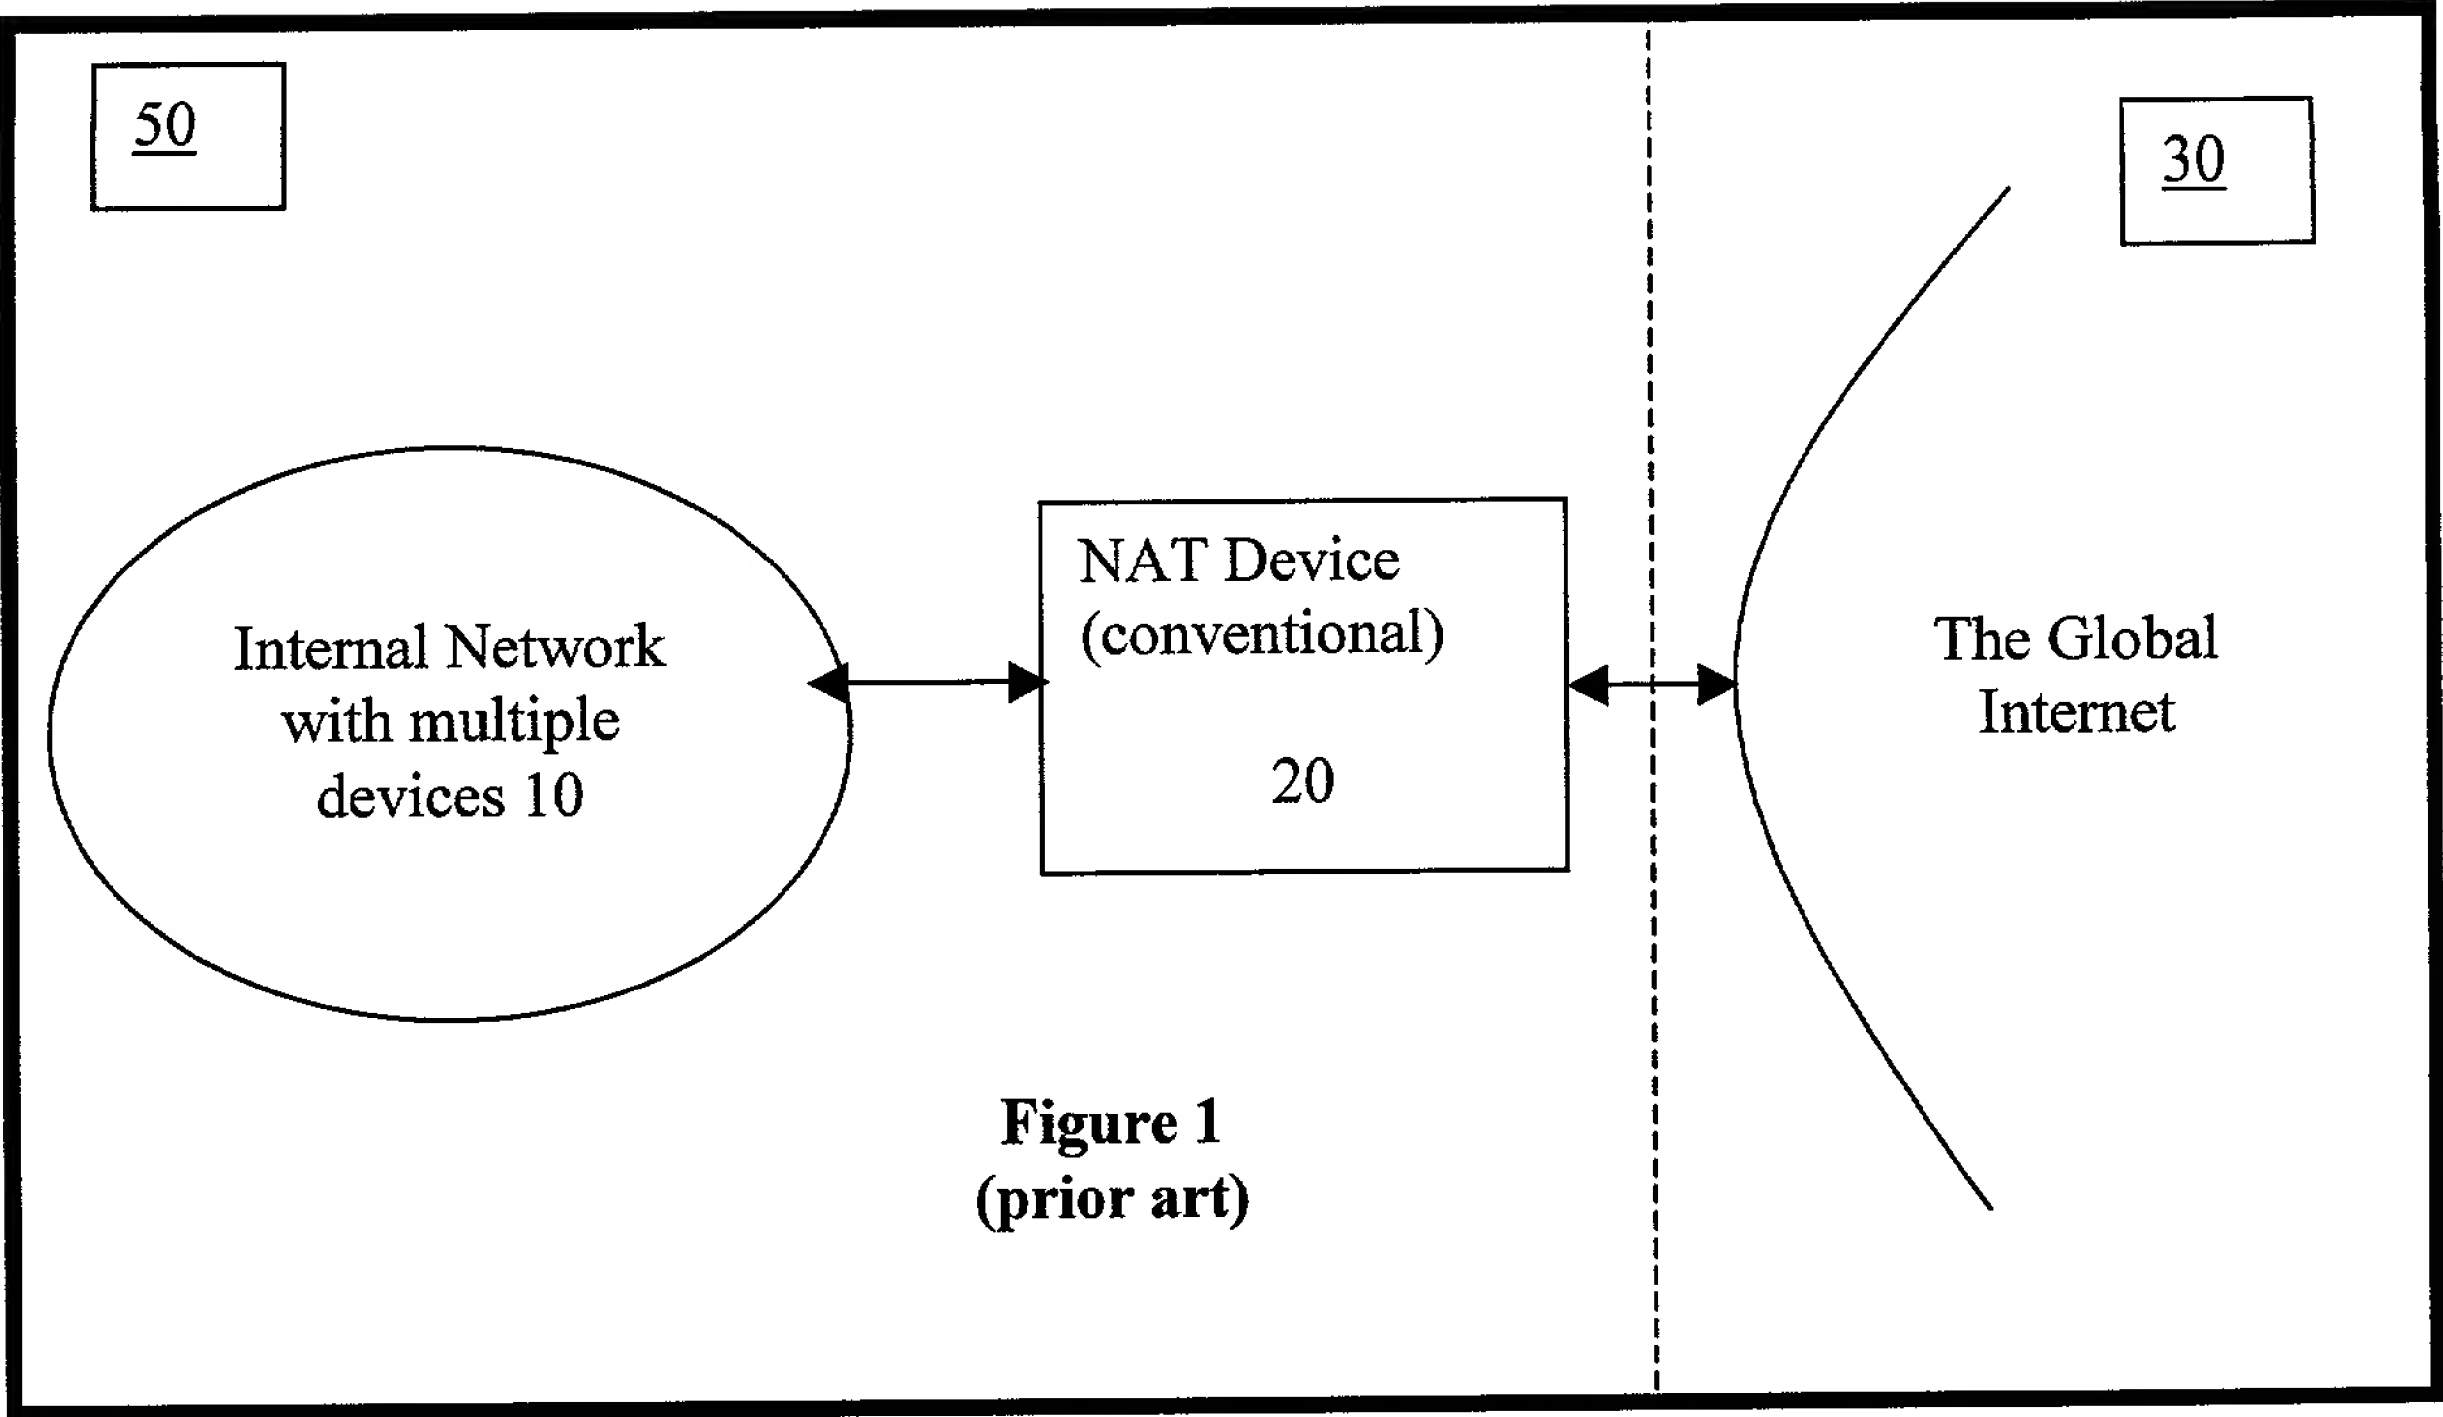 50
30
Internal Network
with multiple
devices 10
NAT Device
(conventional)
20
The Global
Internet
Figure 1
(prior art)